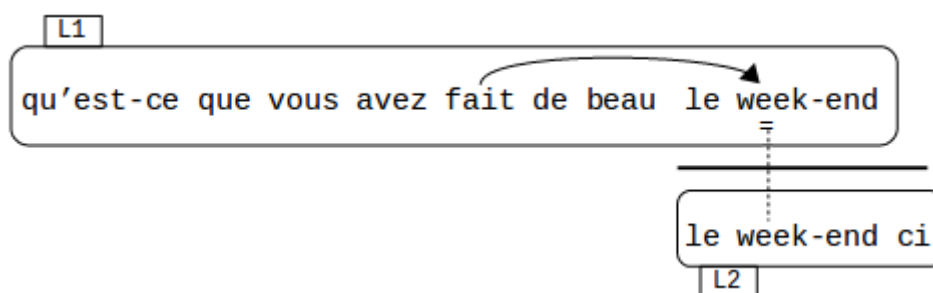 L1
qu’est-ce que vous avez fait de beau le week-end
=
le week-end ci
L2